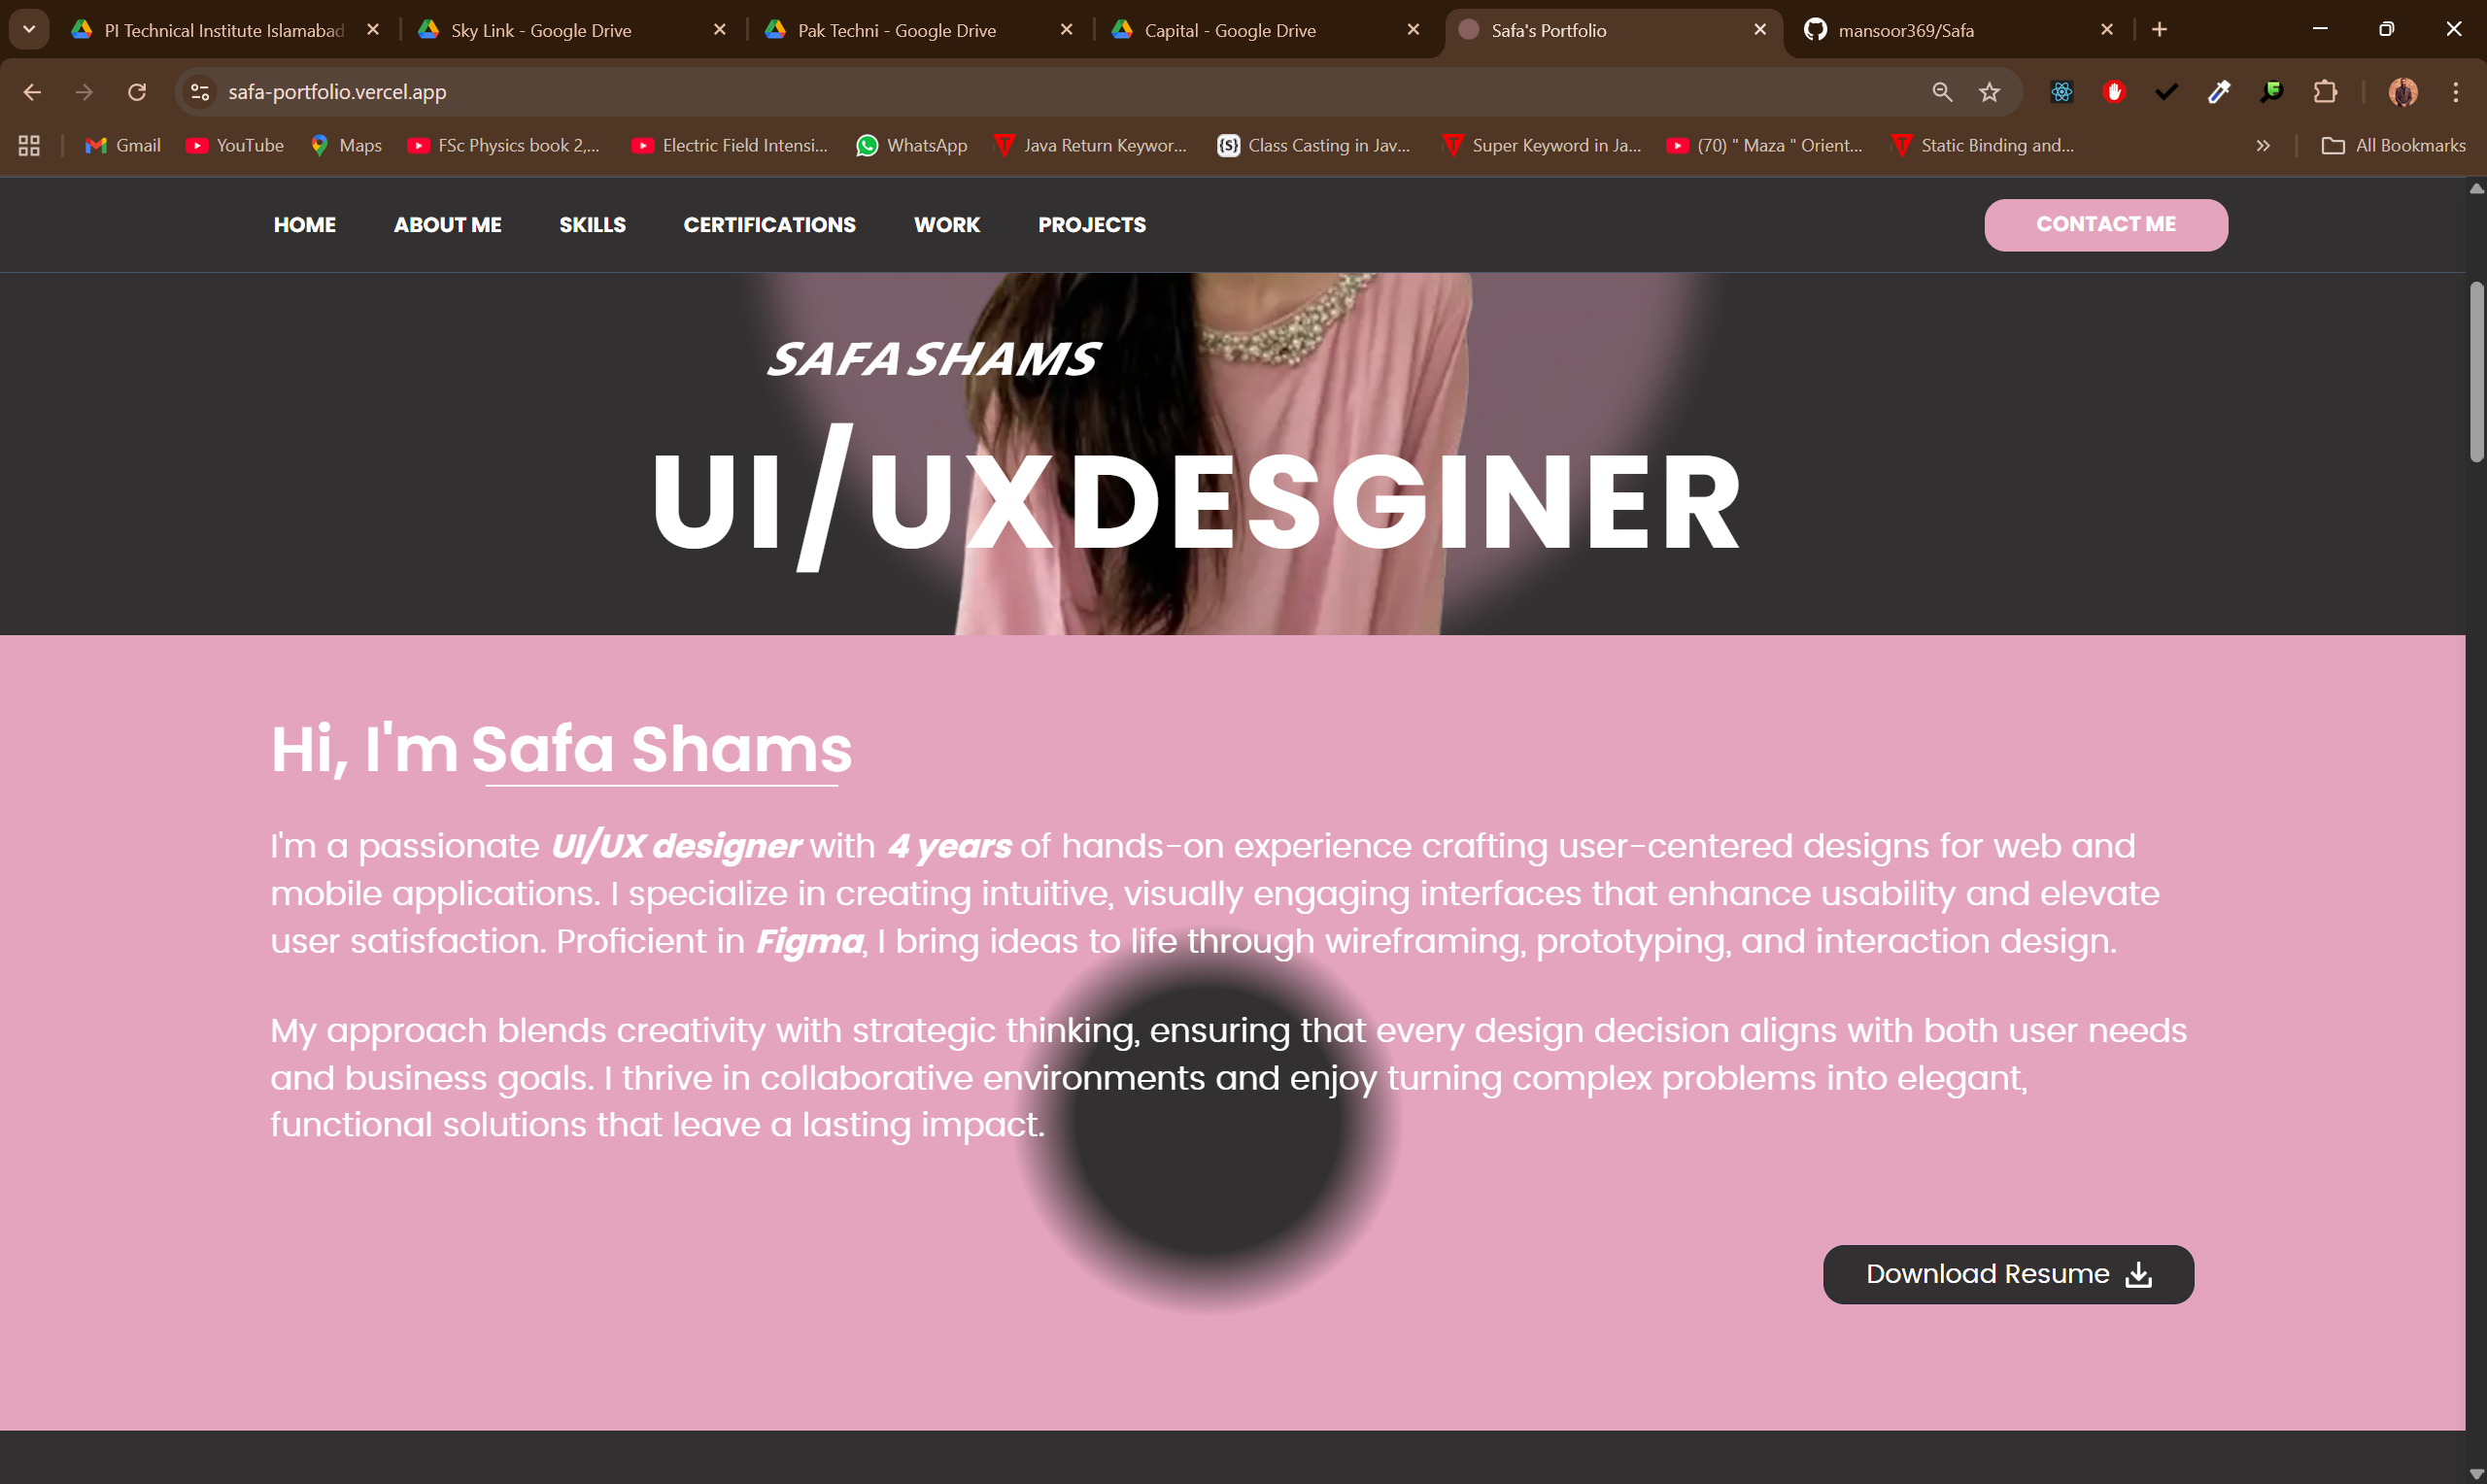 PI Technical Institute Islamabad
Sky Link - Google Drive
Pak Techni - Google Drive
Capital - Google Drive
Safa's Portfolio
mansoor369/Safa
safa-portfolio.vercel.app
Gmail
YouTube
Maps
FSc Physics book 2,...
Electric Field Intensi...
WhatsApp
Java Return Keywor...
{S}
Class Casting in Jav...
Super Keyword in Ja...
(70) " Maza " Orient...
Static Binding and...
All Bookmarks
HOME
ABOUT ME
SKILLS
CERTIFICATIONS
WORK
PROJECTS
CONTACT ME
SAFA SHAMS
UI/UX DESGINER
Hi, I'm Safa Shams
I'm a passionate UI/UX designer with 4 years of hands-on experience crafting user-centered designs for web and
mobile applications. I specialize in creating intuitive, visually engaging interfaces that enhance usability and elevate
user satisfaction. Proficient in Figma, I bring ideas to life through wireframing, prototyping, and interaction design.
My approach blends creativity with strategic thinking, ensuring that every design decision aligns with both user needs
and business goals. I thrive in collaborative environments and enjoy turning complex problems into elegant,
functional solutions that leave a lasting impact.
Download Resume